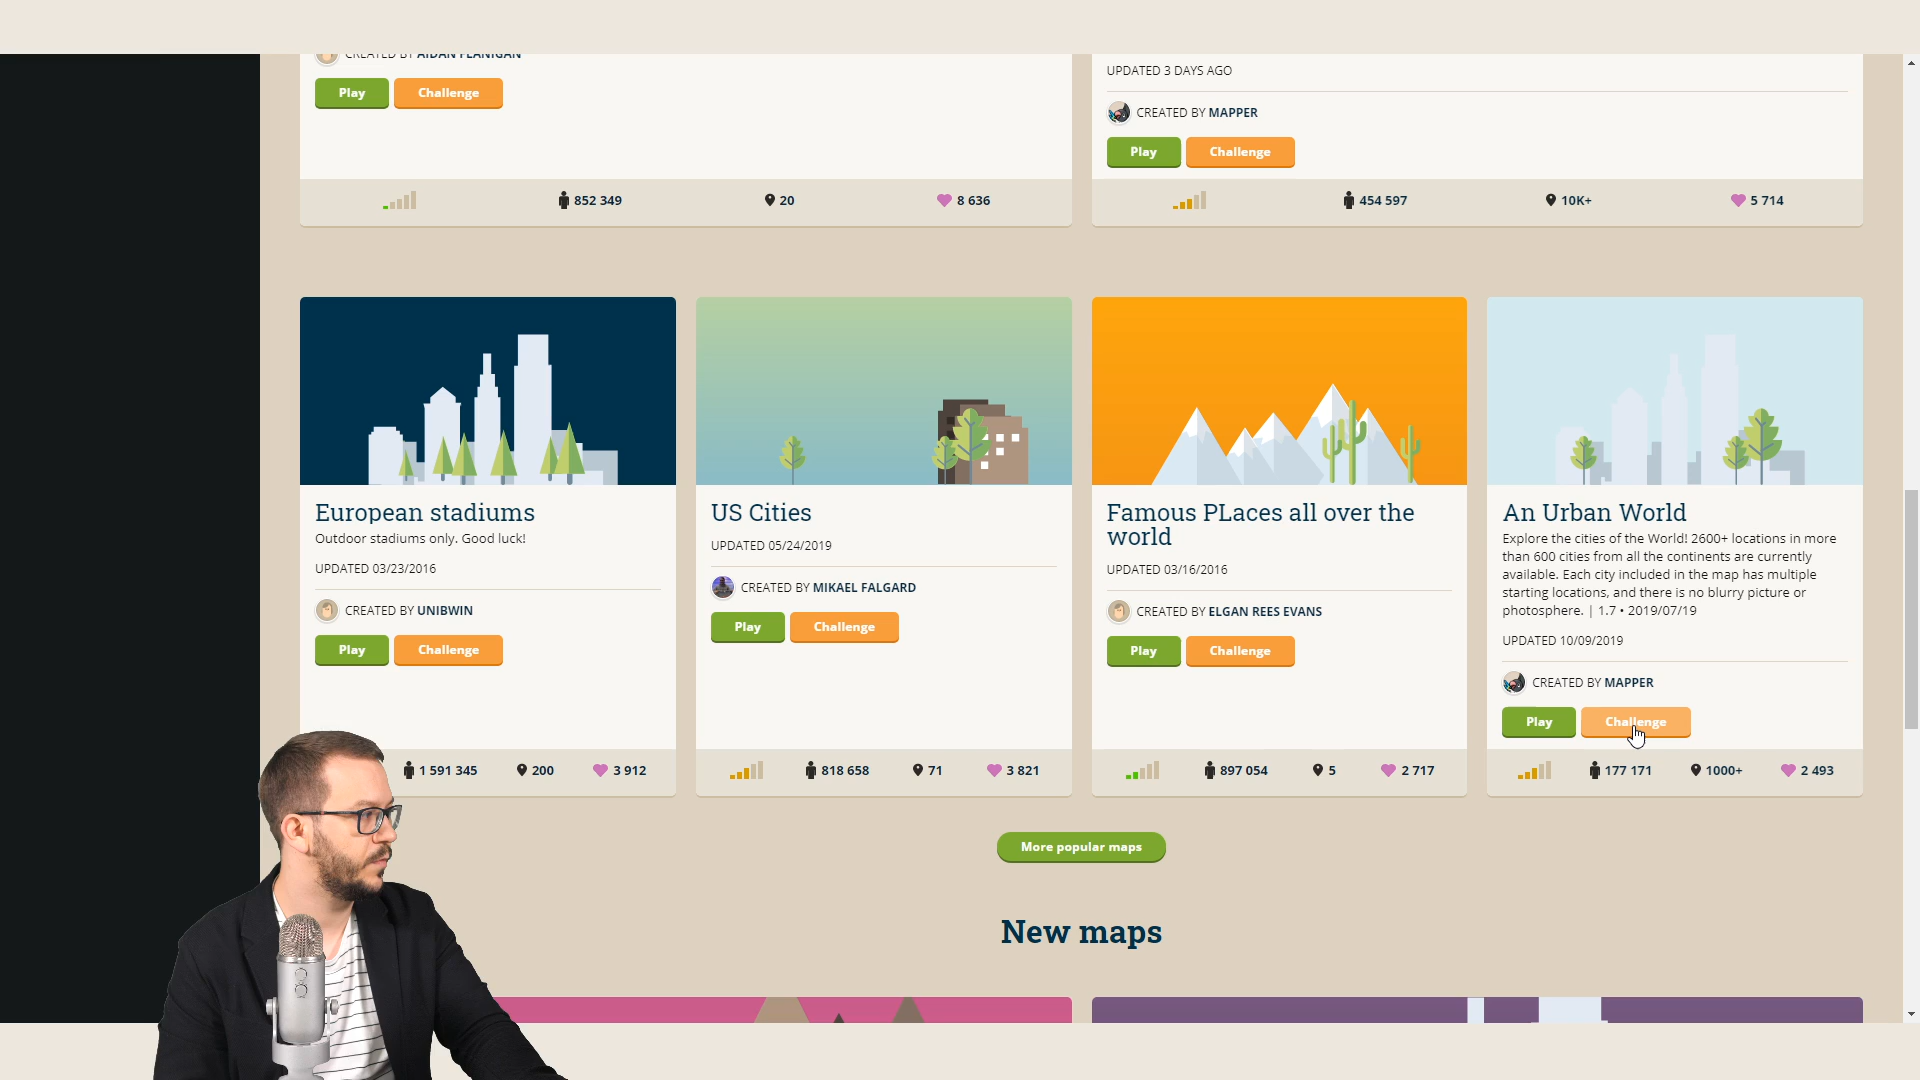 CREATED BY AIDAN FLANIGAN
Play
Challenge
852 349
20
8 636
UPDATED 3 DAYS AGO
CREATED BY MAPPER
Play
Challenge
454 597
10K+
5 714
European stadiums
Outdoor stadiums only. Good luck!
UPDATED 03/23/2016
CREATED BY UNIBWIN
Play
Challenge
1 591 345
200
3 912
US Cities
UPDATED 05/24/2019
CREATED BY MIKAEL FALGARD
Play
Challenge
818 658
71
3 821
Famous PLaces all over the
world
UPDATED 03/16/2016
CREATED BY ELGAN REES EVANS
Play
Challenge
897 054
5
2 717
An Urban World
Explore the cities of the World! 2600+ locations in more
than 600 cities from all the continents are currently
available. Each city included in the map has multiple
starting locations, and there is no blurry picture or
photosphere. | 1.7 • 2019/07/19
UPDATED 10/09/2019
CREATED BY MAPPER
Play
Challenge
177 171
1000+
2 493
More popular maps
New maps